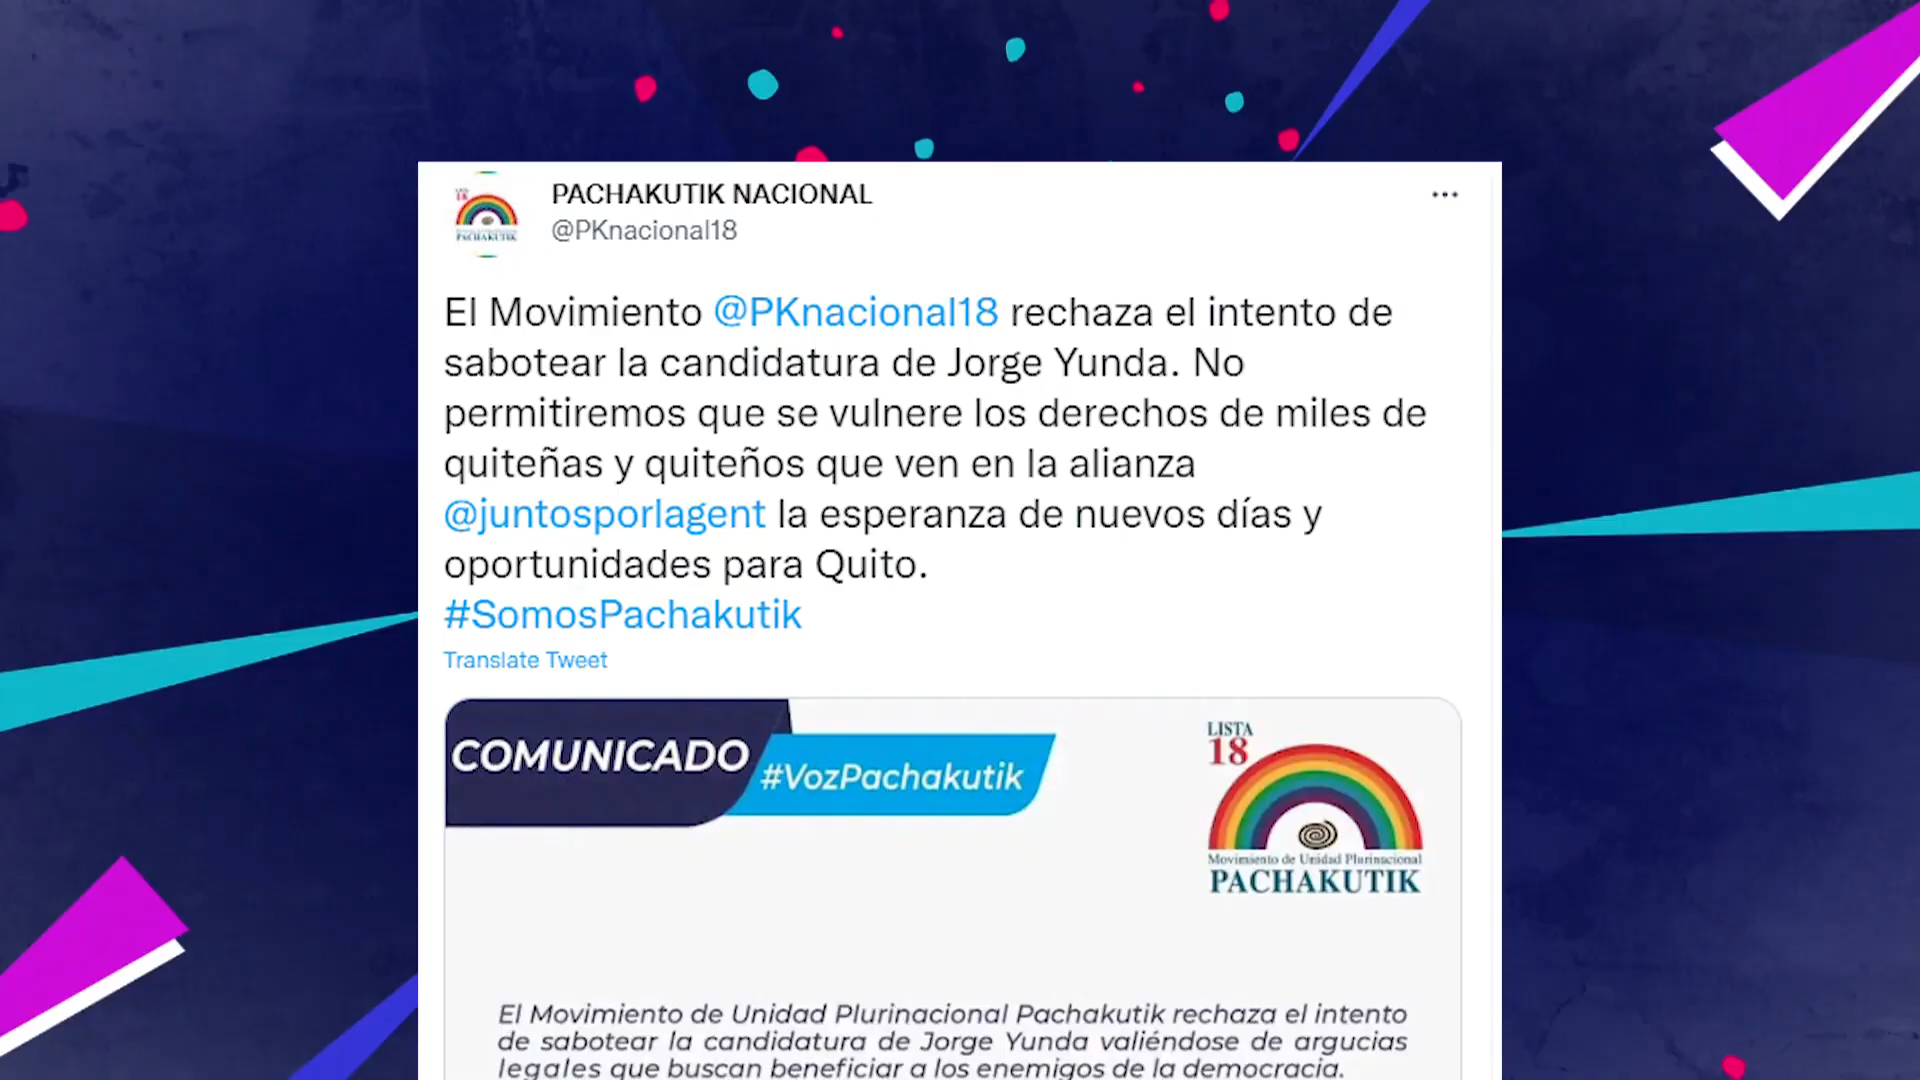 PACHAKUTIK NACIONAL
@PKnacional18
El Movimiento @PKnacional18 rechaza el intento de
sabotear la candidatura de Jorge Yunda. No
permitiremos que se vulnere los derechos de miles de
quiteñas y quiteños que ven en la alianza
@juntosporlagent la esperanza de nuevos días y
oportunidades para Quito.
#SomosPachakutik
Translate Tweet
COMUNICADO
#VozPachakutik
LISTA
18
Movimiento de Unidad Plurinacional
PACHAKUTIK
El Movimiento de Unidad Plurinacional Pachakutik rechaza el intento
de sabotear la candidatura de Jorge Yunda valiéndose de argucias
legales que buscan beneficiar a los enemigos de la democracia.